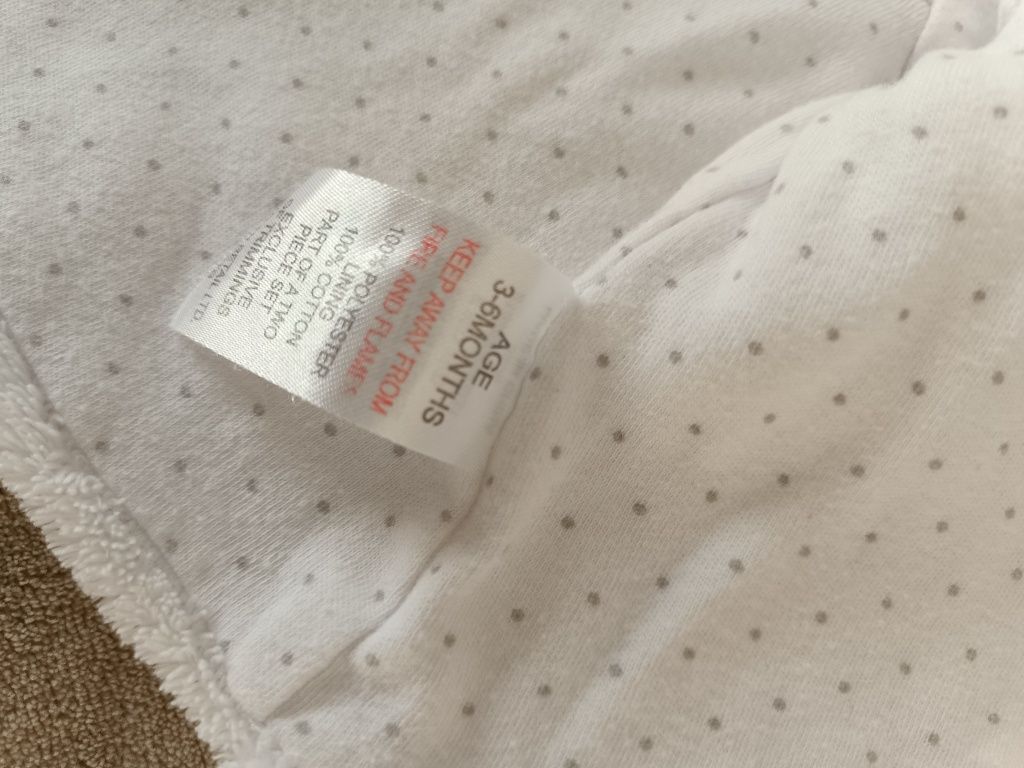 AGE
3-6MONTHS
KEEP AWAY FROM
FIRE AND FLAMES
100% POLYESTER
LINING
100% COTTON
PART OF A TWO
PIECE SET
EXCLUSIVE
TRIMMINGS
LTD